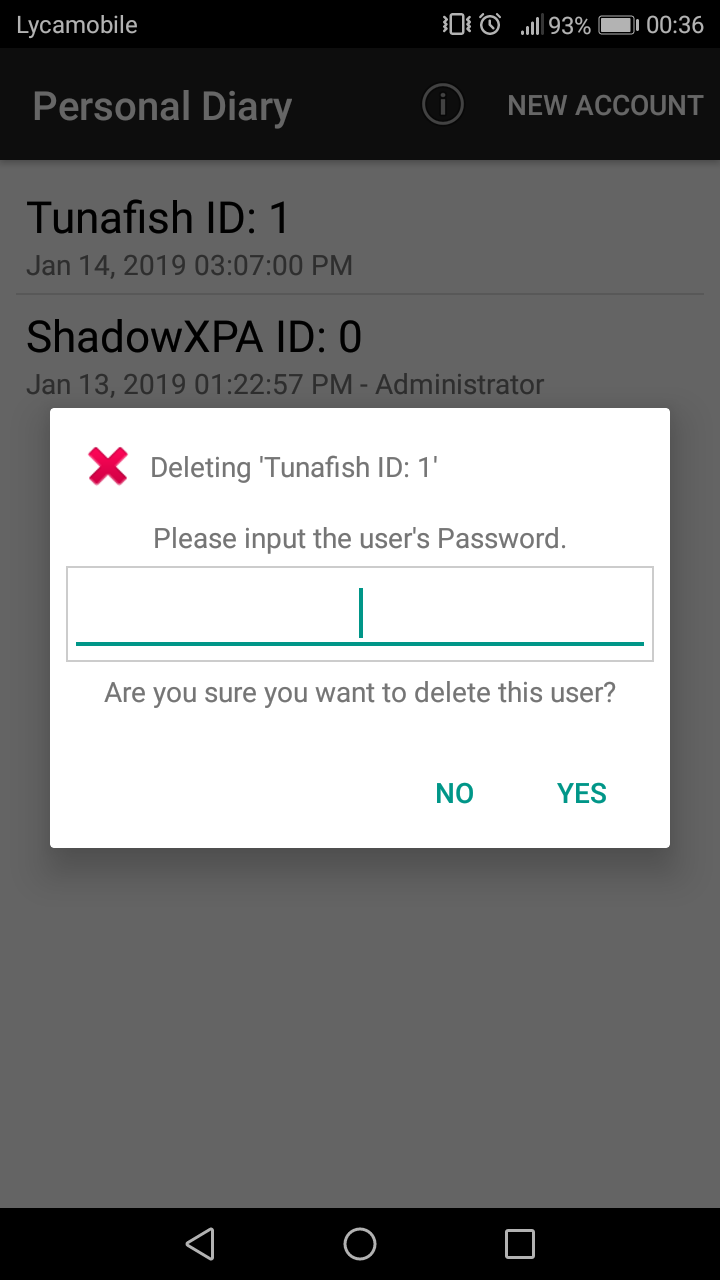 Lycamobile 93% 00:36
Personal Diary NEW ACCOUNT
Tunafish ID: 1
Jan 14, 2019 03:07:00 PM
ShadowXPA ID: 0
Jan 13, 2019 01:22:57 PM - Administrator
Deleting 'Tunafish ID: 1'
Please input the user's Password.
Are you sure you want to delete this user?
NO YES